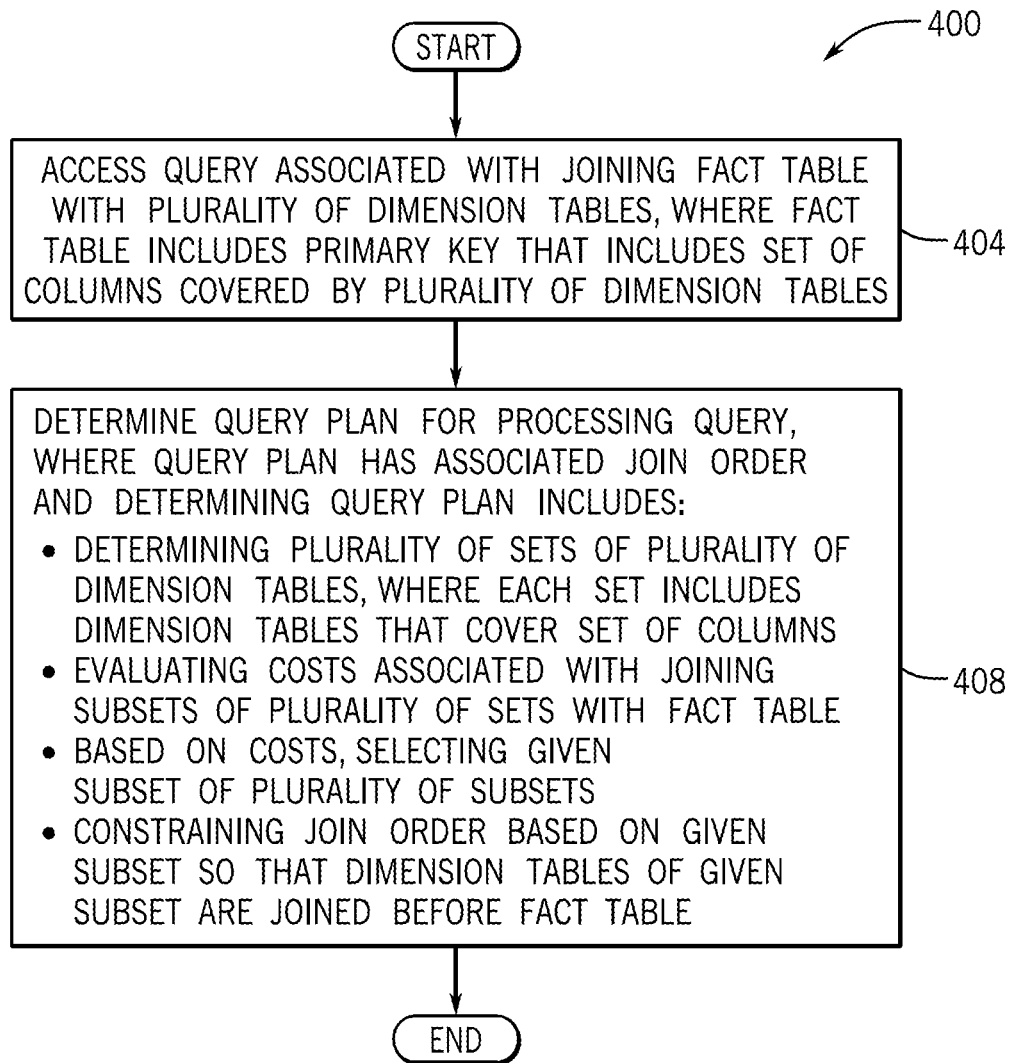 400
START
ACCESS QUERY ASSOCIATED WITH JOINING FACT TABLE
WITH PLURALITY OF DIMENSION TABLES, WHERE FACT
TABLE INCLUDES PRIMARY KEY THAT INCLUDES SET OF
COLUMNS COVERED BY PLURALITY OF DIMENSION TABLES
404
DETERMINE QUERY PLAN FOR PROCESSING QUERY,
WHERE QUERY PLAN HAS ASSOCIATED JOIN ORDER
AND DETERMINING QUERY PLAN INCLUDES:
• DETERMINING PLURALITY OF SETS OF PLURALITY OF
DIMENSION TABLES, WHERE EACH SET INCLUDES
DIMENSION TABLES THAT COVER SET OF COLUMNS
• EVALUATING COSTS ASSOCIATED WITH JOINING
SUBSETS OF PLURALITY OF SETS WITH FACT TABLE
• BASED ON COSTS, SELECTING GIVEN
SUBSET OF PLURALITY OF SUBSETS
• CONSTRAINING JOIN ORDER BASED ON GIVEN
SUBSET SO THAT DIMENSION TABLES OF GIVEN
SUBSET ARE JOINED BEFORE FACT TABLE
408
END